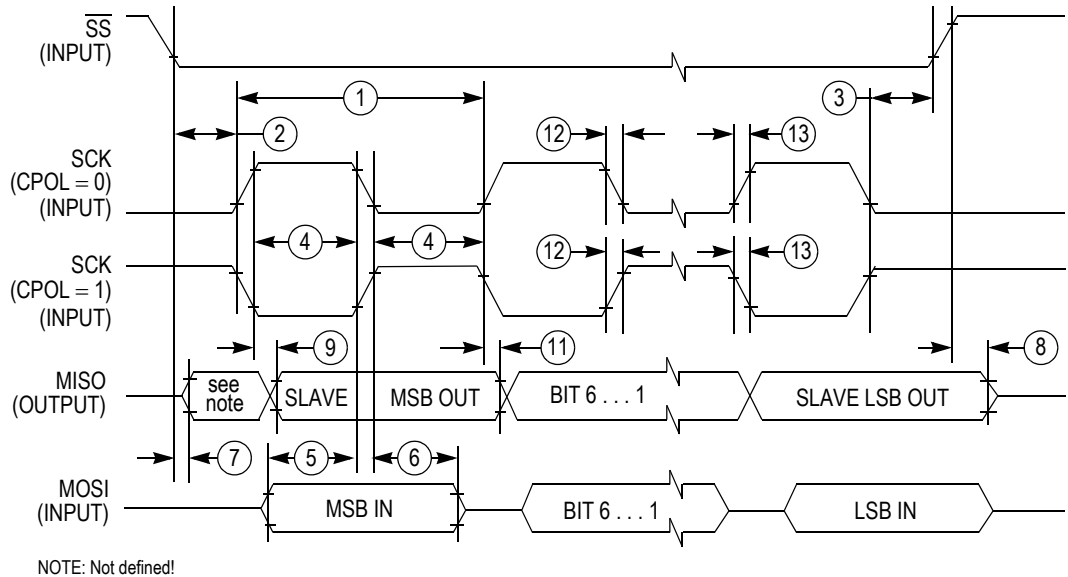 SS
(INPUT)
1
3
2
12
13
SCK
(CPOL = 0)
(INPUT)
4
4
SCK
(CPOL = 1)
(INPUT)
12
13
9
11
8
MISO
(OUTPUT)
see
note
SLAVE
MSB OUT
BIT 6 . . . 1
SLAVE LSB OUT
7
5
6
MOSI
(INPUT)
MSB IN
BIT 6 . . . 1
LSB IN
NOTE: Not defined!